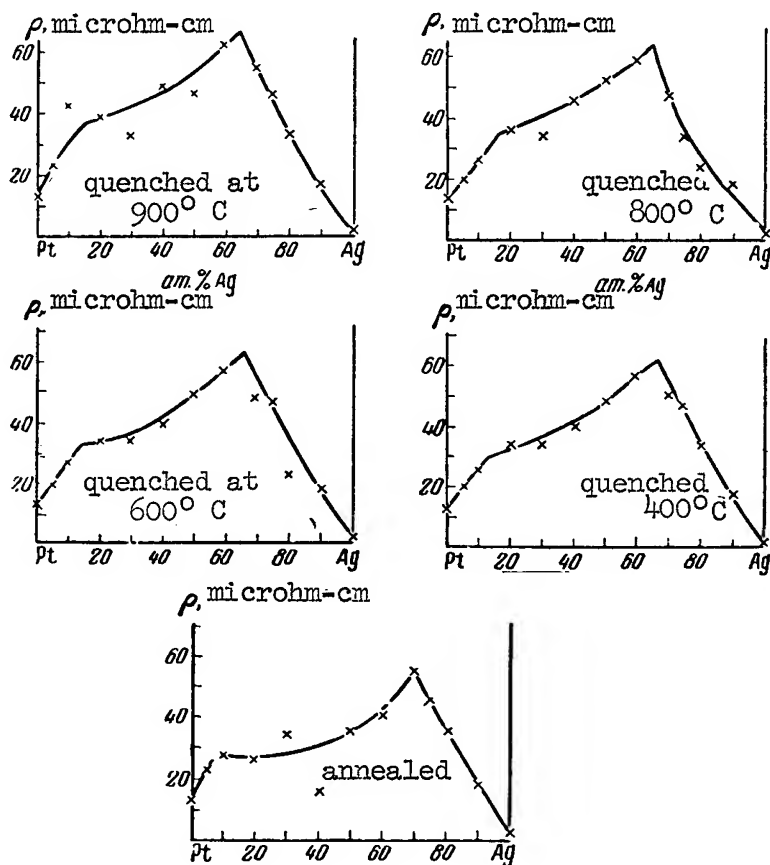 ρ, microhm-cm
60
40
20
quenched at
900° C
Pt 20 40 60 80 Ag
am.% Ag
ρ, microhm-cm
60
40
20
quenched
800° C
Pt 20 40 60 80 Ag
am.% Ag
ρ, microhm-cm
60
40
20
quenched at
600° C
Pt 20 40 60 80 Ag
ρ, microhm-cm
60
40
20
quenched
400° C
Pt 20 40 60 80 Ag
ρ, microhm-cm
60
40
20
annealed
Pt 20 40 60 80 Ag